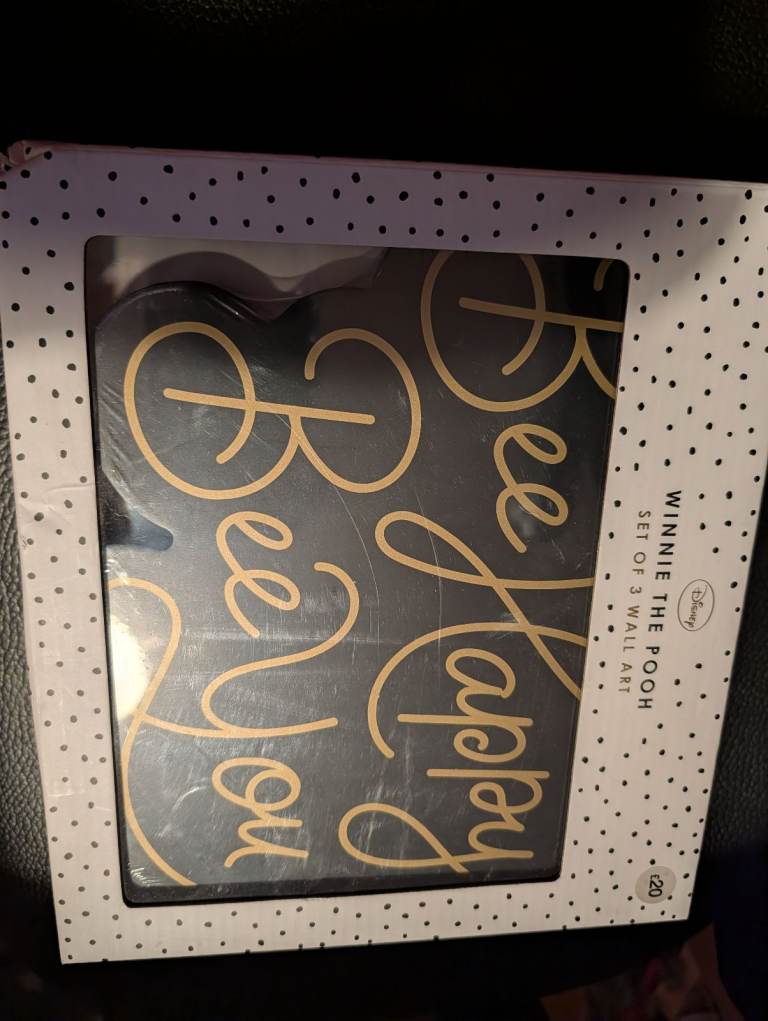 Disney
WINNIE THE POOH
SET OF 3 WALL ART
Bee Happy
Bee You
£20